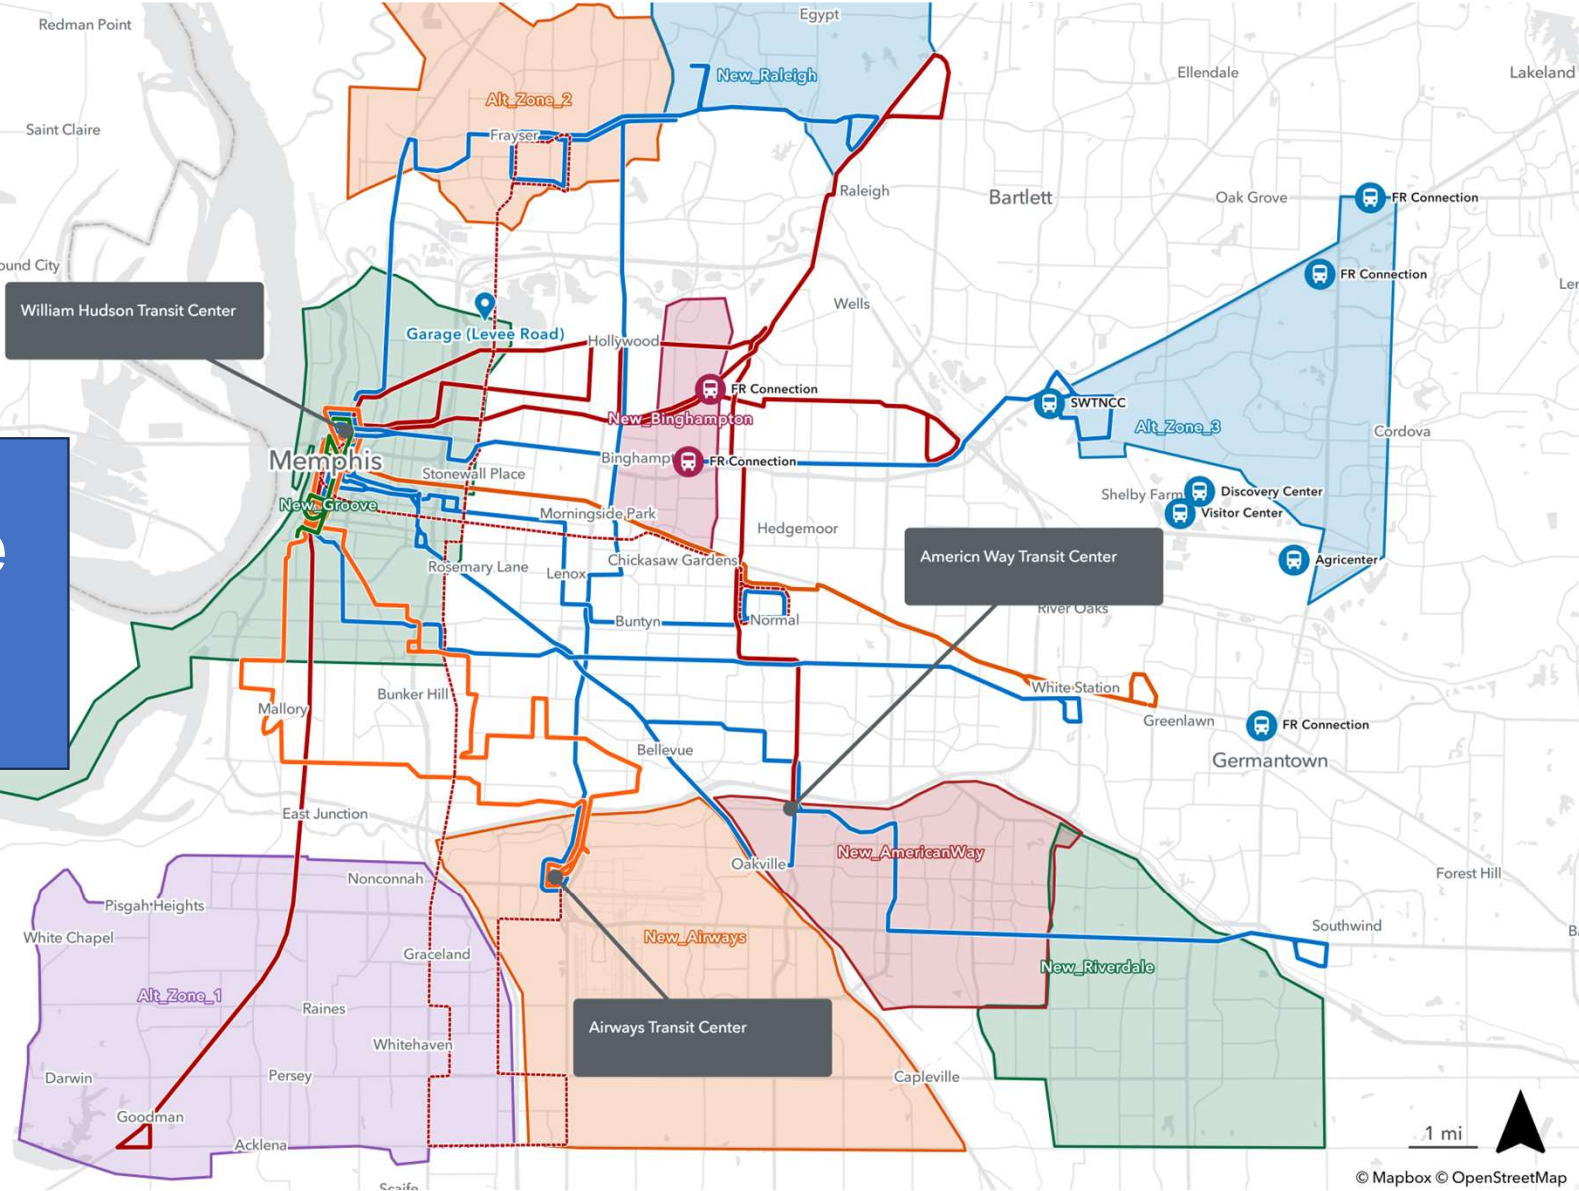 Redman Point
Egypt
New_Raleigh
Ellendale
Lakeland
Alt_Zone_2
Saint Claire
Frayser
Raleigh
Bartlett
Oak Grove
FR Connection
FR Connection
William Hudson Transit Center
Wells
Garage (Levee Road)
Hollywood
FR Connection
SWTNCC
New_Binghampton
Alt_Zone_3
Cordova
Memphis
Stonewall Place
FR Connection
Shelby Farm
Discovery Center
Visitor Center
New_Groove
Morningside Park
Hedgemoor
Americn Way Transit Center
Agricenter
Rosemary Lane
Lenox
Chickasaw Gardens
River Oaks
Buntyn
Normal
White Station
Bunker Hill
Mallory
Greenlawn
FR Connection
Bellevue
Germantown
East Junction
New_AmericanWay
Oakville
Nonconnah
Forest Hill
Pisgah Heights
White Chapel
New_Airways
Southwind
Graceland
New_Riverdale
Alt_Zone_1
Raines
Airways Transit Center
Whitehaven
Darwin
Persey
Capleville
Goodman
Acklena
1 mi
© Mapbox © OpenStreetMap